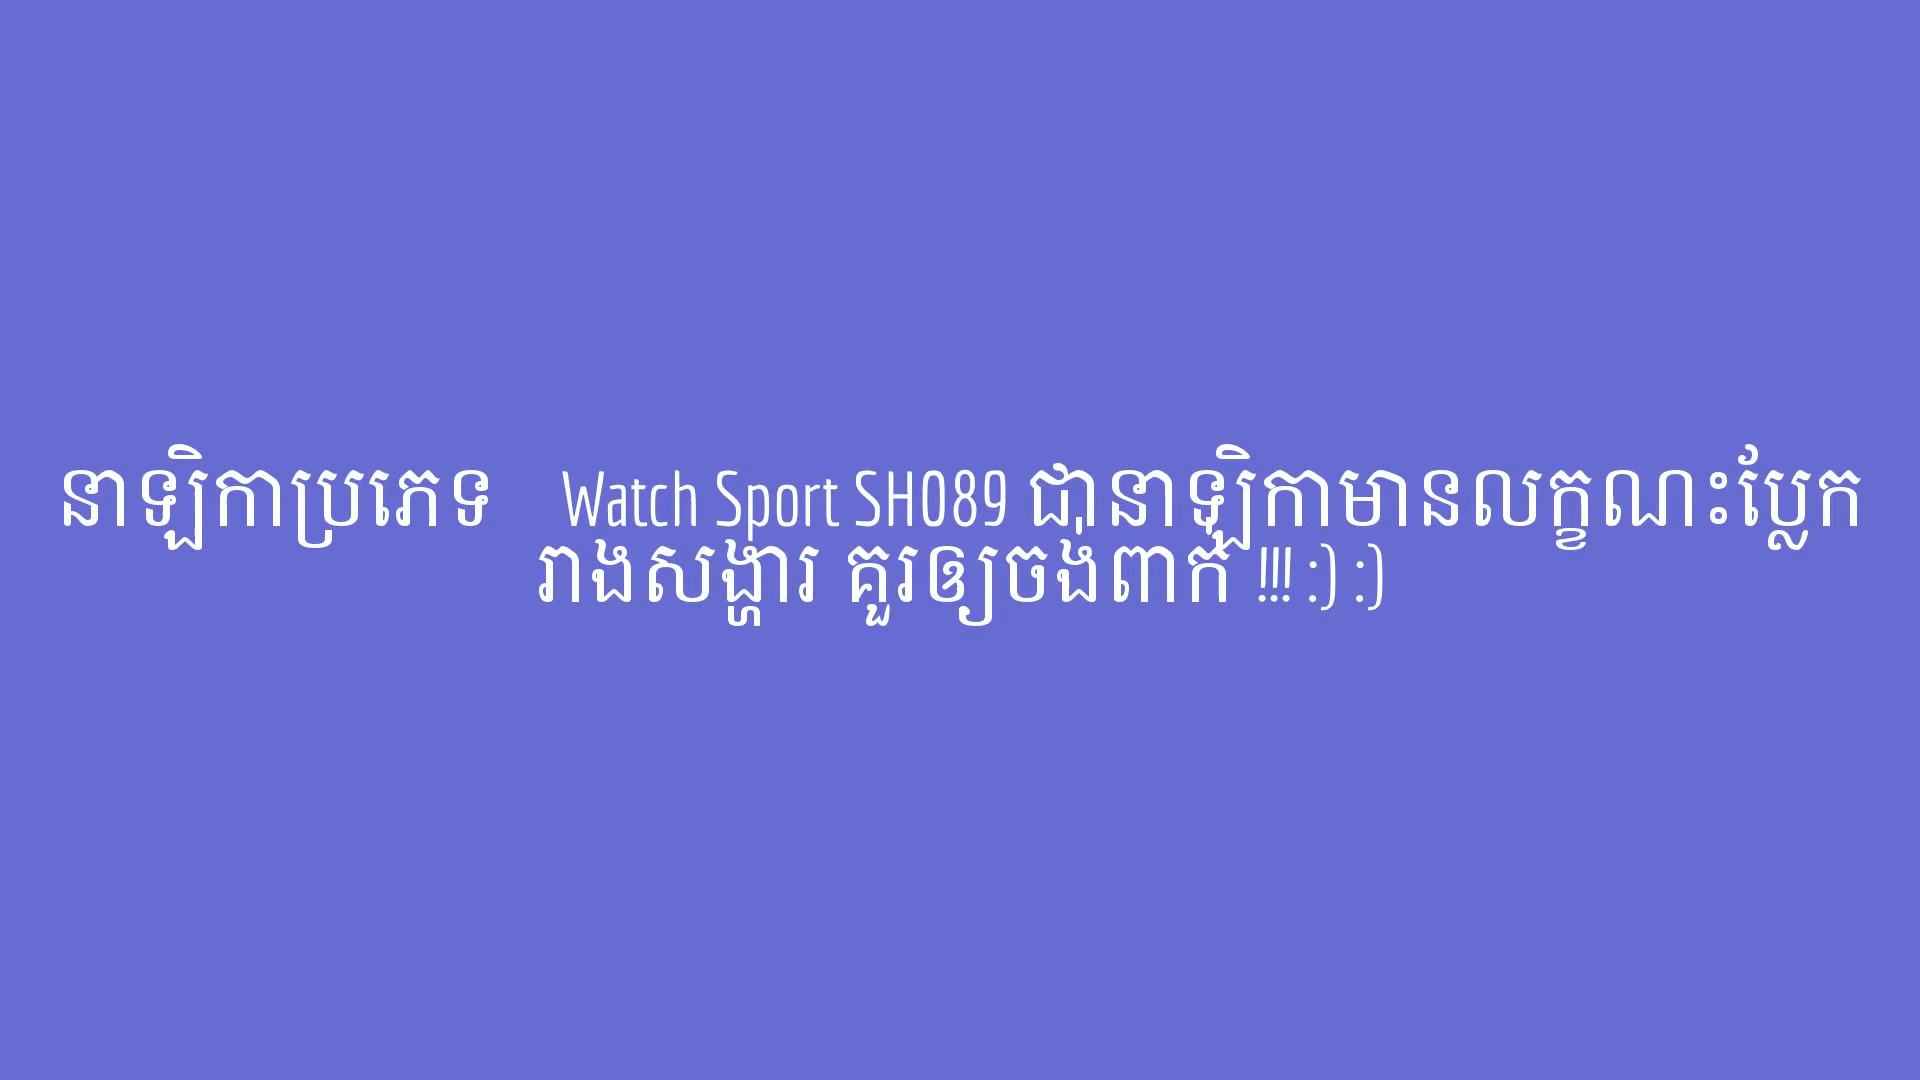 នាឡិកាប្រភេទ Watch Sport SH089 ជានាឡិកាមានលក្ខណះប្លែក
រាងសង្ហារ គួរឲ្យចង់ពាក់ !!! :) :)